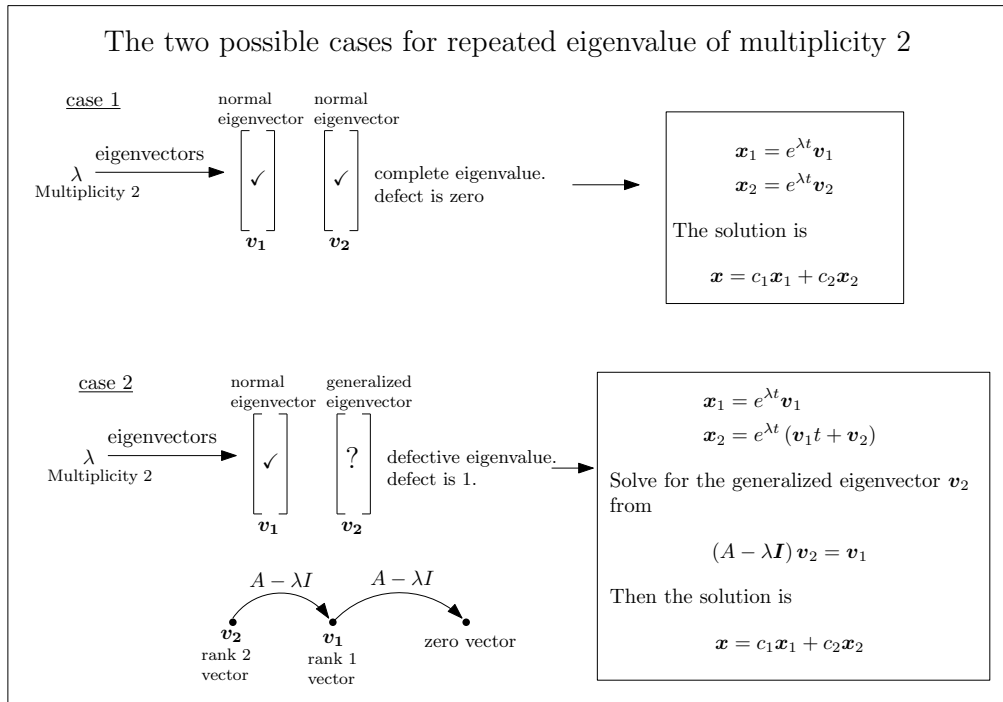 The two possible cases for repeated eigenvalue of multiplicity 2
case 1
normal
eigenvector
normal
eigenvector
λ
Multiplicity 2
eigenvectors
✓
✓
v₁
v₂
complete eigenvalue.
defect is zero
x₁ = e^{λt} v₁
x₂ = e^{λt} v₂
The solution is
x = c₁x₁ + c₂x₂
case 2
normal
eigenvector
generalized
eigenvector
λ
Multiplicity 2
eigenvectors
✓
?
v₁
v₂
defective eigenvalue.
defect is 1.
x₁ = e^{λt} v₁
x₂ = e^{λt} (v₁t + v₂)
Solve for the generalized eigenvector v₂
from
(A − λI) v₂ = v₁
Then the solution is
x = c₁x₁ + c₂x₂
A − λI
A − λI
v₂
rank 2
vector
v₁
rank 1
vector
zero vector